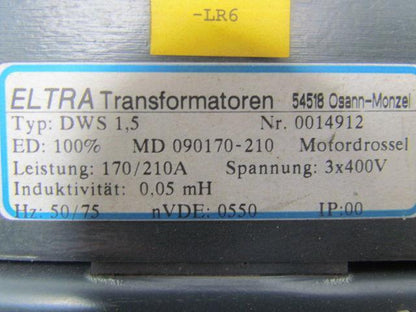 -LR6
ELTRA Transformatoren 54518 Osann-Monzel
Typ: DWS 1,5 Nr. 0014912
ED: 100% MD 090170-210 Motordrossel
Leistung: 170/210A Spannung: 3x400V
Induktivität: 0,05 mH
Hz: 50/75 nVDE: 0550 IP:00